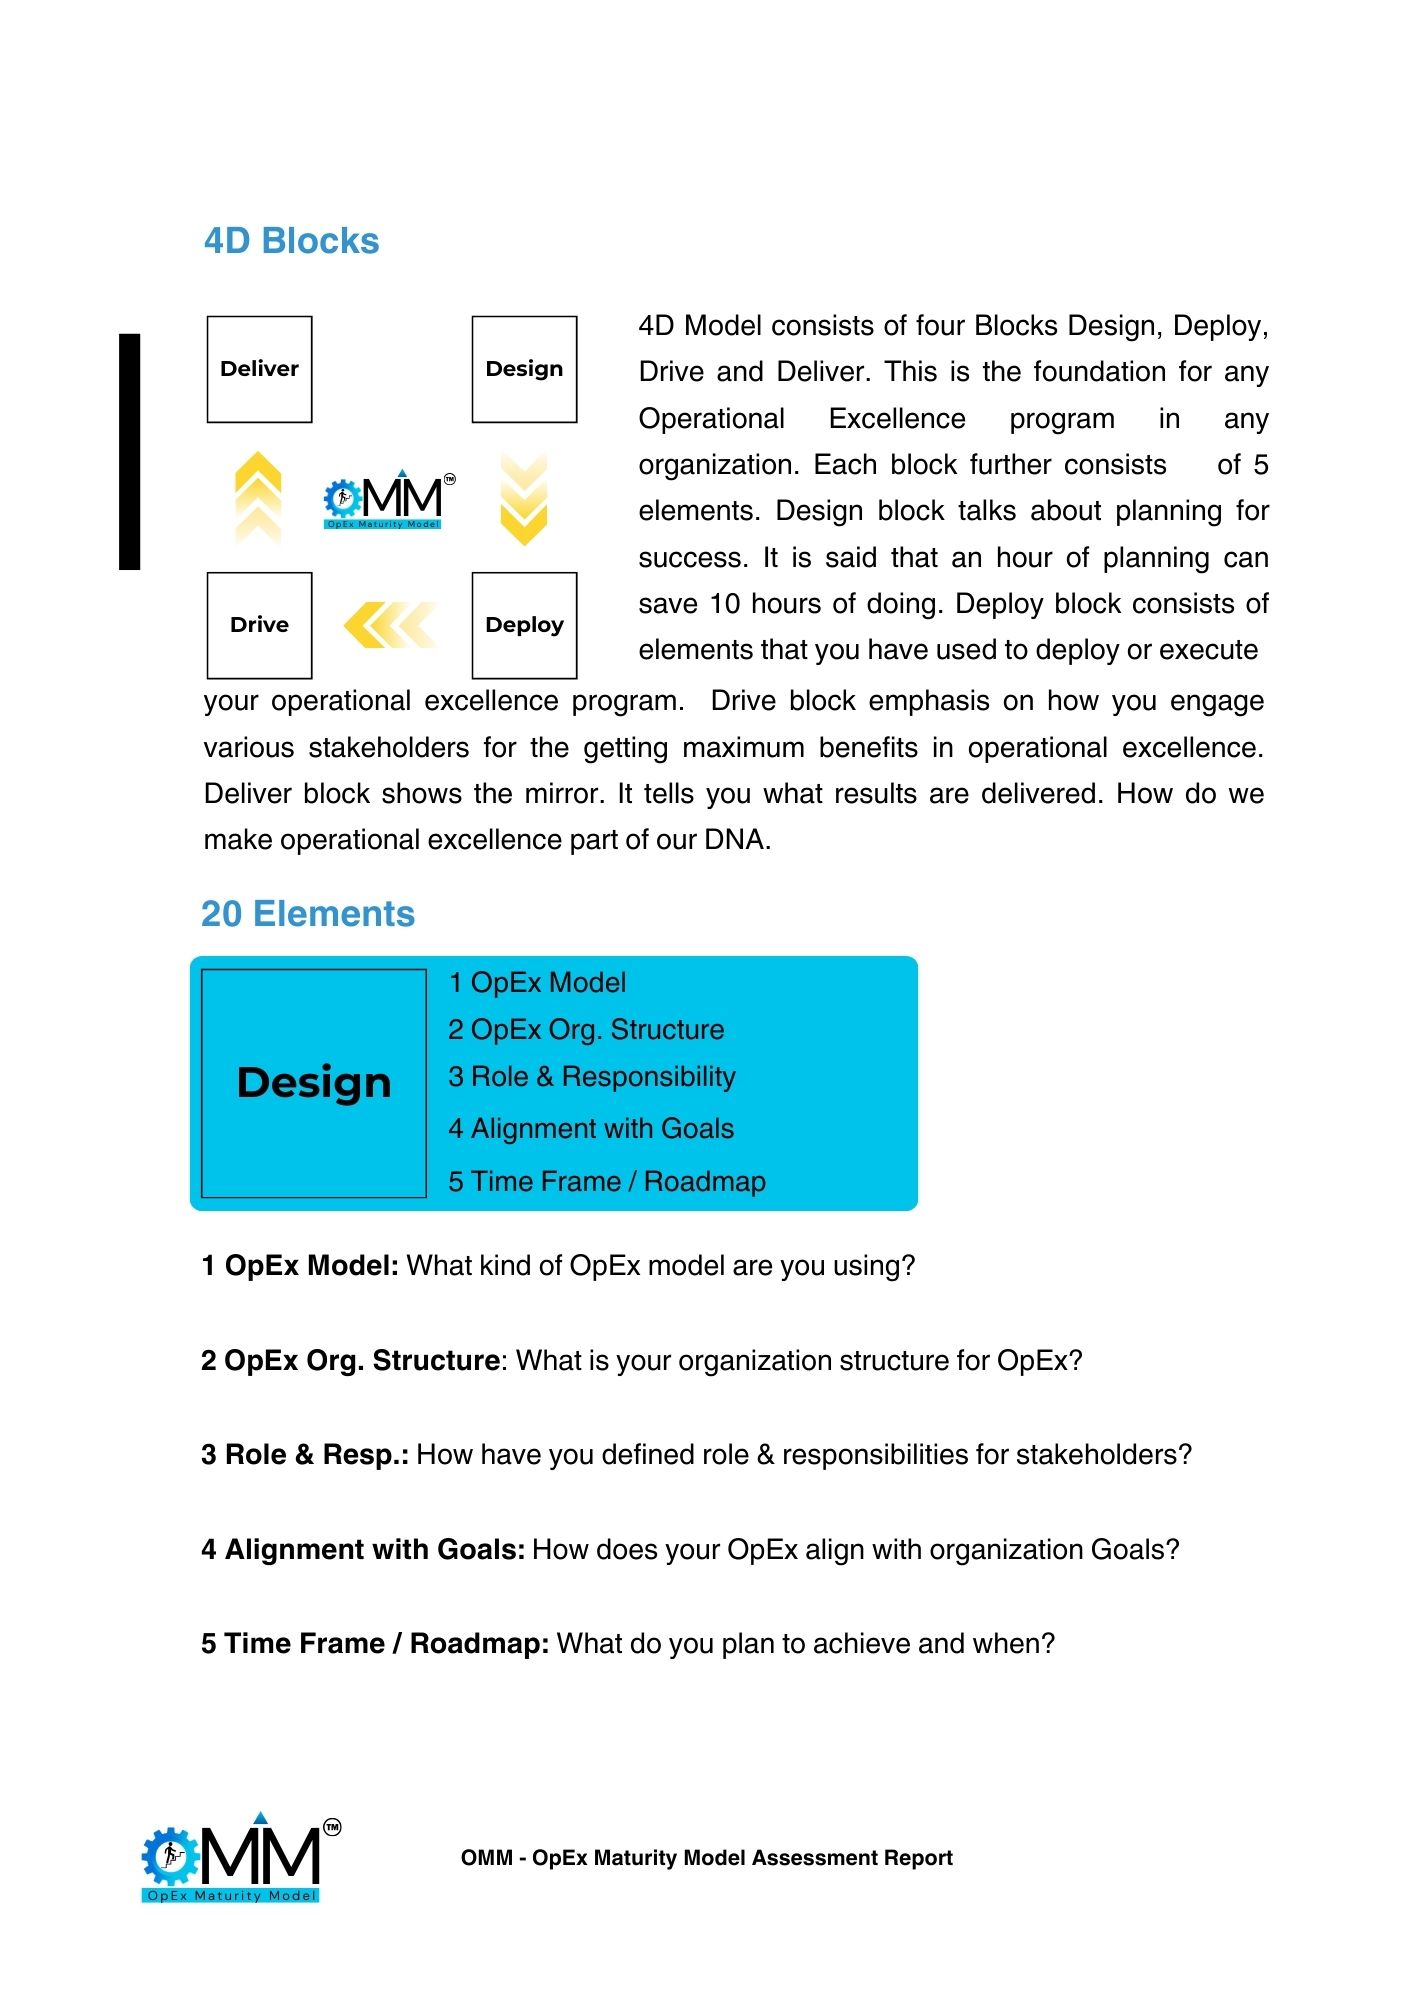 4D Blocks
Deliver
Design
OMM TM
OpEx Maturity Model
Drive
Deploy
4D Model consists of four Blocks Design, Deploy,
Drive and Deliver. This is the foundation for any
Operational Excellence program in any
organization. Each block further consists of 5
elements. Design block talks about planning for
success. It is said that an hour of planning can
save 10 hours of doing. Deploy block consists of
elements that you have used to deploy or execute
your operational excellence program. Drive block emphasis on how you engage
various stakeholders for the getting maximum benefits in operational excellence.
Deliver block shows the mirror. It tells you what results are delivered. How do we
make operational excellence part of our DNA.
20 Elements
Design
1 OpEx Model
2 OpEx Org. Structure
3 Role & Responsibility
4 Alignment with Goals
5 Time Frame / Roadmap
1 OpEx Model: What kind of OpEx model are you using?
2 OpEx Org. Structure: What is your organization structure for OpEx?
3 Role & Resp.: How have you defined role & responsibilities for stakeholders?
4 Alignment with Goals: How does your OpEx align with organization Goals?
5 Time Frame / Roadmap: What do you plan to achieve and when?
OMM TM
OpEx Maturity Model
OMM - OpEx Maturity Model Assessment Report